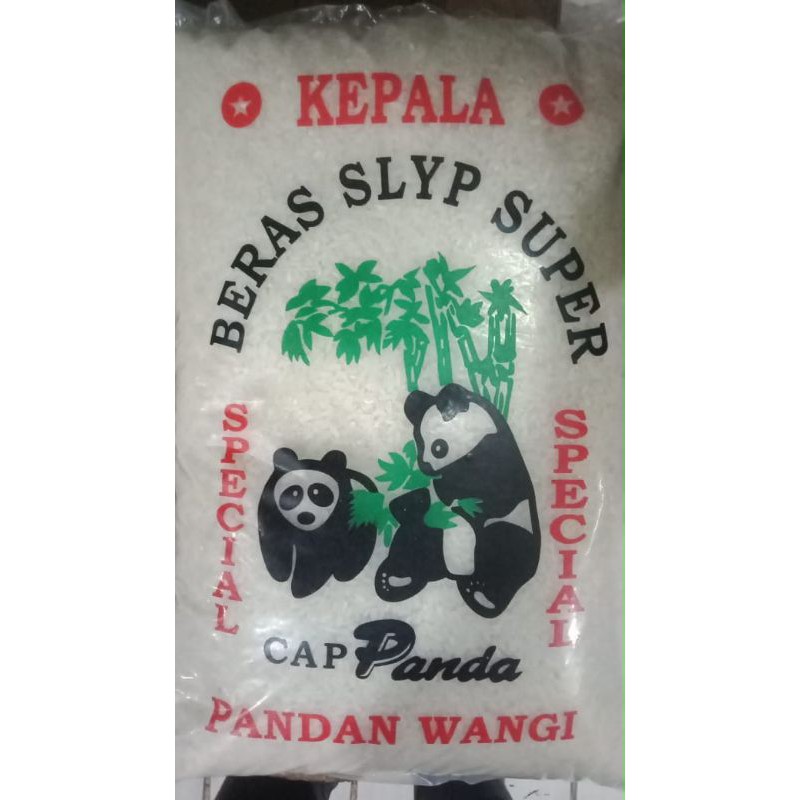 KEPALA
BERAS SLYP SUPER
SPECIAL
SPECIAL
CAP Panda
PANDAN WANGI